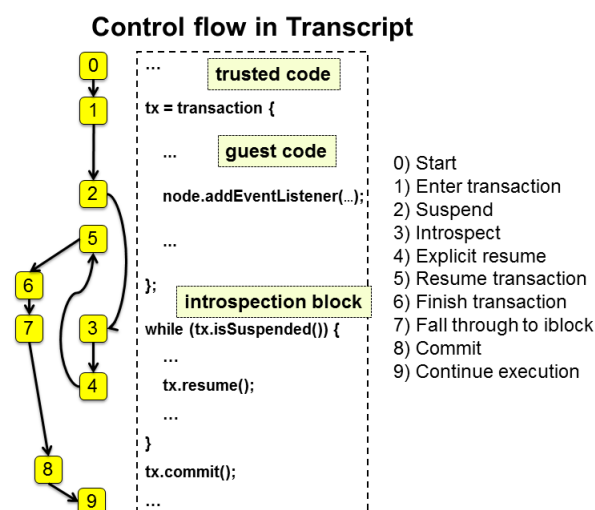 Control flow in Transcript
0
…
trusted code
1
tx = transaction {
…
guest code
2
node.addEventListener(…);
5
…
6
};
introspection block
7
3
while (tx.isSuspended()) {
…
4
tx.resume();
…
}
8
tx.commit();
9
…
0) Start
1) Enter transaction
2) Suspend
3) Introspect
4) Explicit resume
5) Resume transaction
6) Finish transaction
7) Fall through to iblock
8) Commit
9) Continue execution